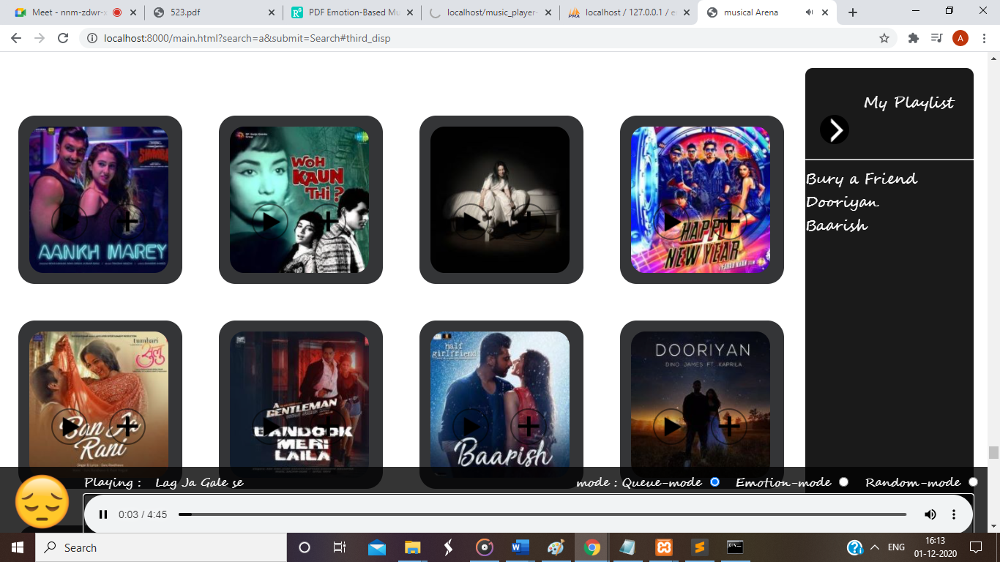 Meet - nnm-zdwr-x
523.pdf
PDF Emotion-Based Mu
localhost/music_player-
localhost / 127.0.0.1 / e
musical Arena
localhost:8000/main.html?search=a&submit=Search#third_disp
A
My Playlist
Bury a Friend
Dooriyan
Baarish
AANKH MAREY
WOH
KAUN
THI?
HAPPY
NEW YEAR
tumhari
सुलु
Ban Ja
Rani
A
GENTLEMAN
BANDOOK
MERI
LAILA
half
girlfriend
Baarish
DOORIYAN
DINO JAMES FT. KAPRILA
Playing : Lag Ja Gale se
mode : Queue-mode Emotion-mode Random-mode
0:03 / 4:45
Search
ENG
16:13
01-12-2020